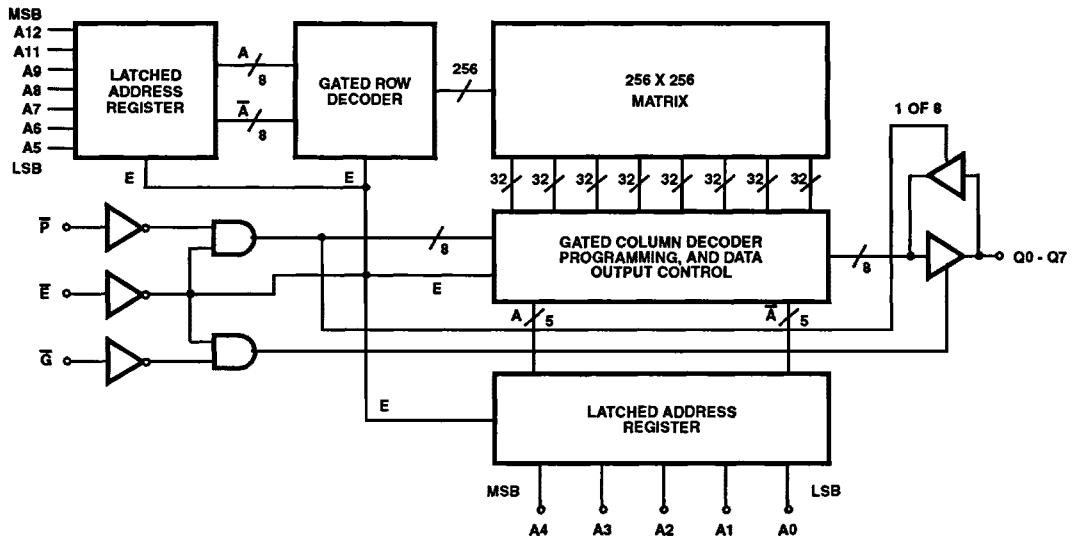 MSB
A12
A11
A9
A8
A7
A6
A5
LSB
LATCHED
ADDRESS
REGISTER
A
8
A̅
8
E
GATED ROW
DECODER
E
256
256 X 256
MATRIX
1 OF 8
32 32 32 32 32 32 32 32
P̅
E̅
G̅
8
E
GATED COLUMN DECODER
PROGRAMMING, AND DATA
OUTPUT CONTROL
8
Q0 - Q7
A
5
A̅
5
E
LATCHED ADDRESS
REGISTER
MSB
LSB
A4 A3 A2 A1 A0